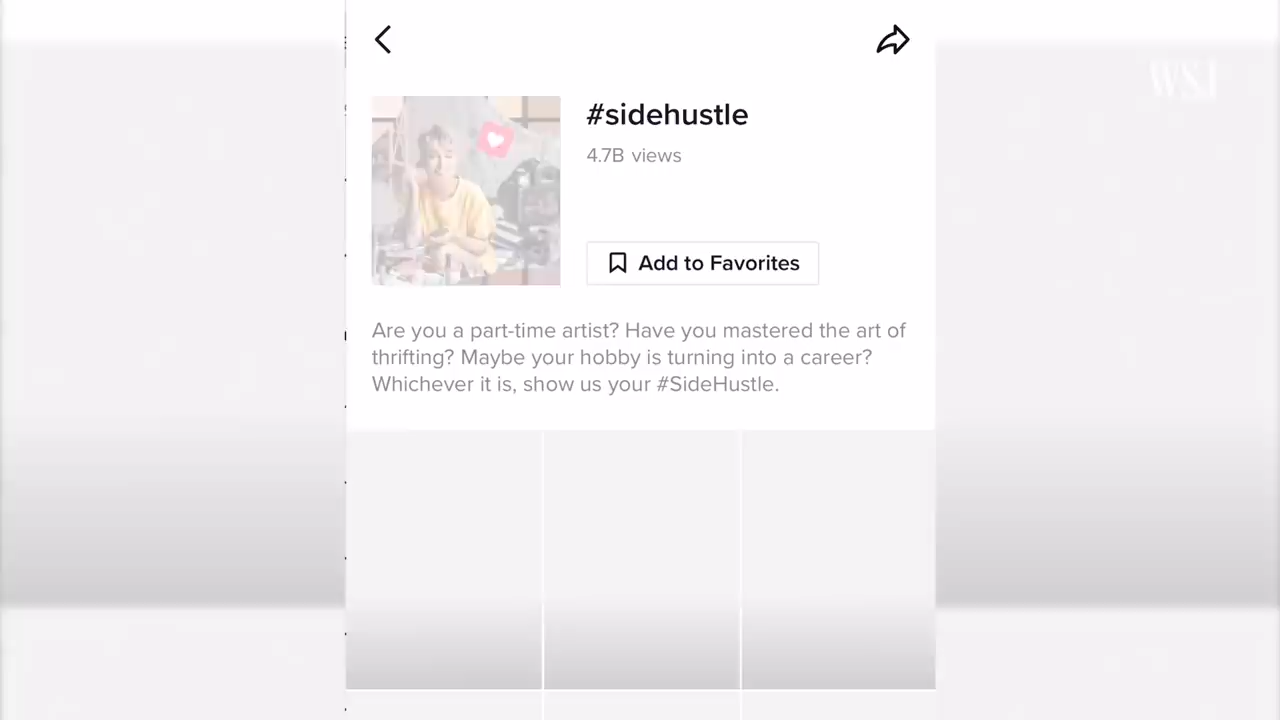 WSJ
#sidehustle
4.7B views
Add to Favorites
Are you a part-time artist? Have you mastered the art of
thrifting? Maybe your hobby is turning into a career?
Whichever it is, show us your #SideHustle.